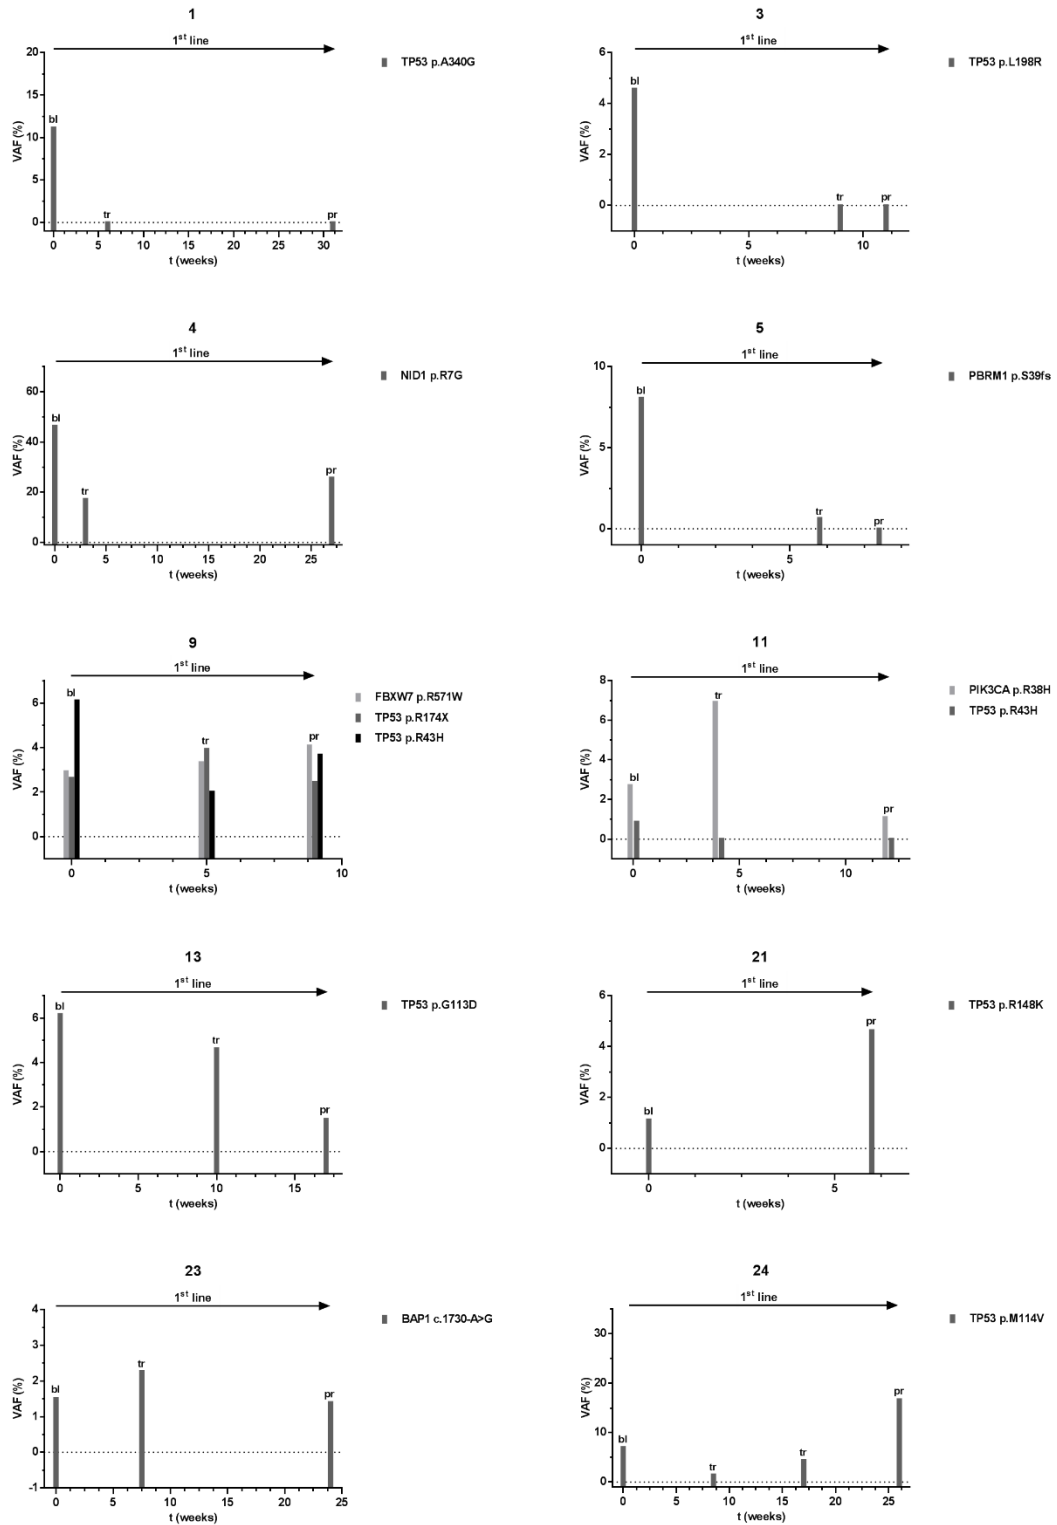 1
1st line
TP53 p.A340G
VAF (%)
20
15
10
5
0
bl
tr
pr
0 5 10 15 20 25 30
t (weeks)
3
1st line
TP53 p.L198R
VAF (%)
6
4
2
0
bl
tr
pr
0 5 10
t (weeks)
4
1st line
NID1 p.R7G
VAF (%)
60
40
20
0
bl
tr
pr
0 5 10 15 20 25
t (weeks)
5
1st line
PBRM1 p.S39fs
VAF (%)
10
5
0
bl
tr
pr
0 5
t (weeks)
9
1st line
FBXW7 p.R571W
TP53 p.R174X
TP53 p.R43H
VAF (%)
6
4
2
0
bl
tr
pr
0 5 10
t (weeks)
11
1st line
PIK3CA p.R38H
TP53 p.R43H
VAF (%)
8
6
4
2
0
bl
tr
pr
0 5 10
t (weeks)
13
1st line
TP53 p.G113D
VAF (%)
6
4
2
0
bl
tr
pr
0 5 10 15
t (weeks)
21
1st line
TP53 p.R148K
VAF (%)
6
4
2
0
bl
pr
0 5
t (weeks)
23
1st line
BAP1 c.1730-A>G
VAF (%)
4
3
2
1
0
-1
bl
tr
pr
0 5 10 15 20 25
t (weeks)
24
1st line
TP53 p.M114V
VAF (%)
30
20
10
0
bl
tr
tr
pr
0 5 10 15 20 25
t (weeks)